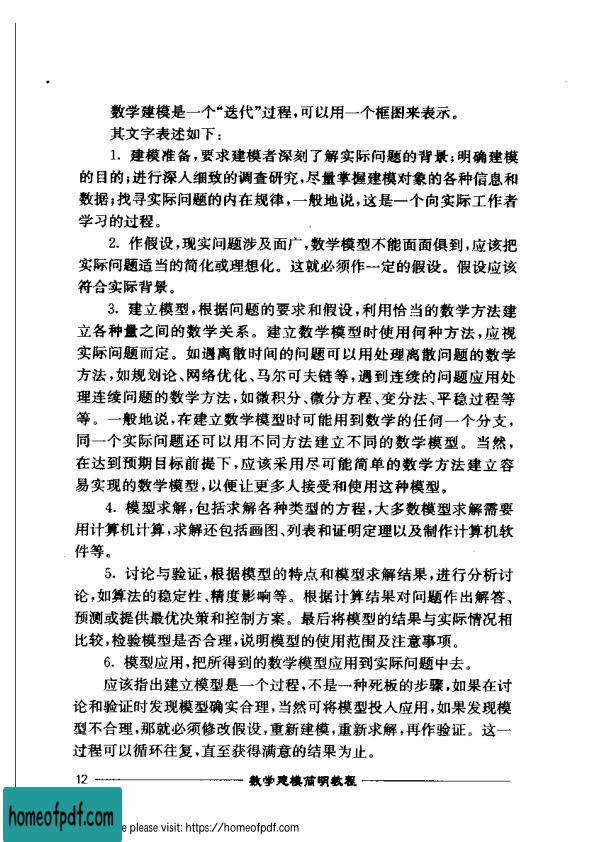 数学建模是一个“迭代”过程,可以用一个框图来表示。
其文字表述如下:
1. 建模准备,要求建模者深刻了解实际问题的背景;明确建模
的目的;进行深入细致的调查研究,尽量掌握建模对象的各种信息和
数据;找寻实际问题的内在规律,一般地说,这是一个向实际工作者
学习的过程。
2. 作假设,现实问题涉及面广,数学模型不能面面俱到,应该把
实际问题适当的简化或理想化。这就必须作一定的假设。假设应该
符合实际背景。
3. 建立模型,根据问题的要求和假设,利用恰当的数学方法建
立各种量之间的数学关系。建立数学模型时使用何种方法,应视
实际问题而定。如遇离散时间的问题可以用处理离散问题的数学
方法,如规划论、网络优化、马尔可夫链等,遇到连续的问题应用处
理连续问题的数学方法,如微积分、微分方程、变分法、平稳过程等
等。一般地说,在建立数学模型时可能用到数学的任何一个分支,
同一个实际问题还可以用不同方法建立不同的数学模型。当然,
在达到预期目标前提下,应该采用尽可能简单的数学方法建立容
易实现的数学模型,以便让更多人接受和使用这种模型。
4. 模型求解,包括求解各种类型的方程,大多数模型求解需要
用计算机计算,求解还包括画图、列表和证明定理以及制作计算机软
件等。
5. 讨论与验证,根据模型的特点和模型求解结果,进行分析讨
论,如算法的稳定性、精度影响等。根据计算结果对问题作出解答、
预测或提供最优决策和控制方案。最后将模型的结果与实际情况相
比较,检验模型是否合理,说明模型的使用范围及注意事项。
6. 模型应用,把所得到的数学模型应用到实际问题中去。
应该指出建立模型是一个过程,不是一种死板的步骤,如果在讨
论和验证时发现模型确实合理,当然可将模型投入应用,如果发现模
型不合理,那就必须修改假设,重新建模,重新求解,再作验证。这一
过程可以循环往复,直至获得满意的结果为止。
12 数学建模简明教程
homeofpdf.com
e please visit: https://homeofpdf.com